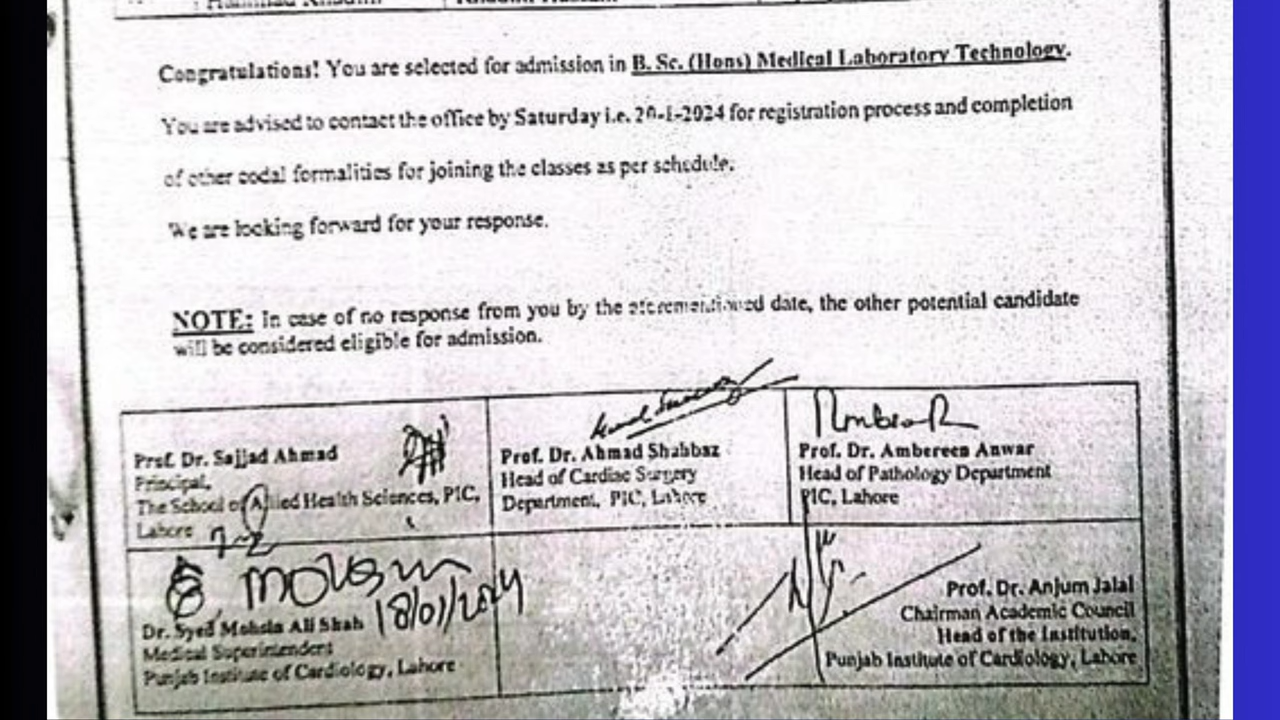 Congratulations! You are selected for admission in B. Sc. (Hons) Medical Laboratory Technology.
You are advised to contact the office by Saturday i.e. 20-1-2024 for registration process and completion
of other codal formalities for joining the classes as per schedule.
We are looking forward for your response.
NOTE: In case of no response from you by the aforementioned date, the other potential candidate
will be considered eligible for admission.
Prof. Dr. Sajjad Ahmad
Principal,
The School of Allied Health Sciences, PIC,
Lahore
Prof. Dr. Ahmad Shahbaz
Head of Cardiac Surgery
Department, PIC, Lahore
Prof. Dr. Ambereen Anwar
Head of Pathology Department
PIC, Lahore
18/01/2024
Dr. Syed Mohsin Ali Shah
Medical Superintendent
Punjab Institute of Cardiology, Lahore
Prof. Dr. Anjum Jalal
Chairman Academic Council
Head of the Institution,
Punjab Institute of Cardiology, Lahore